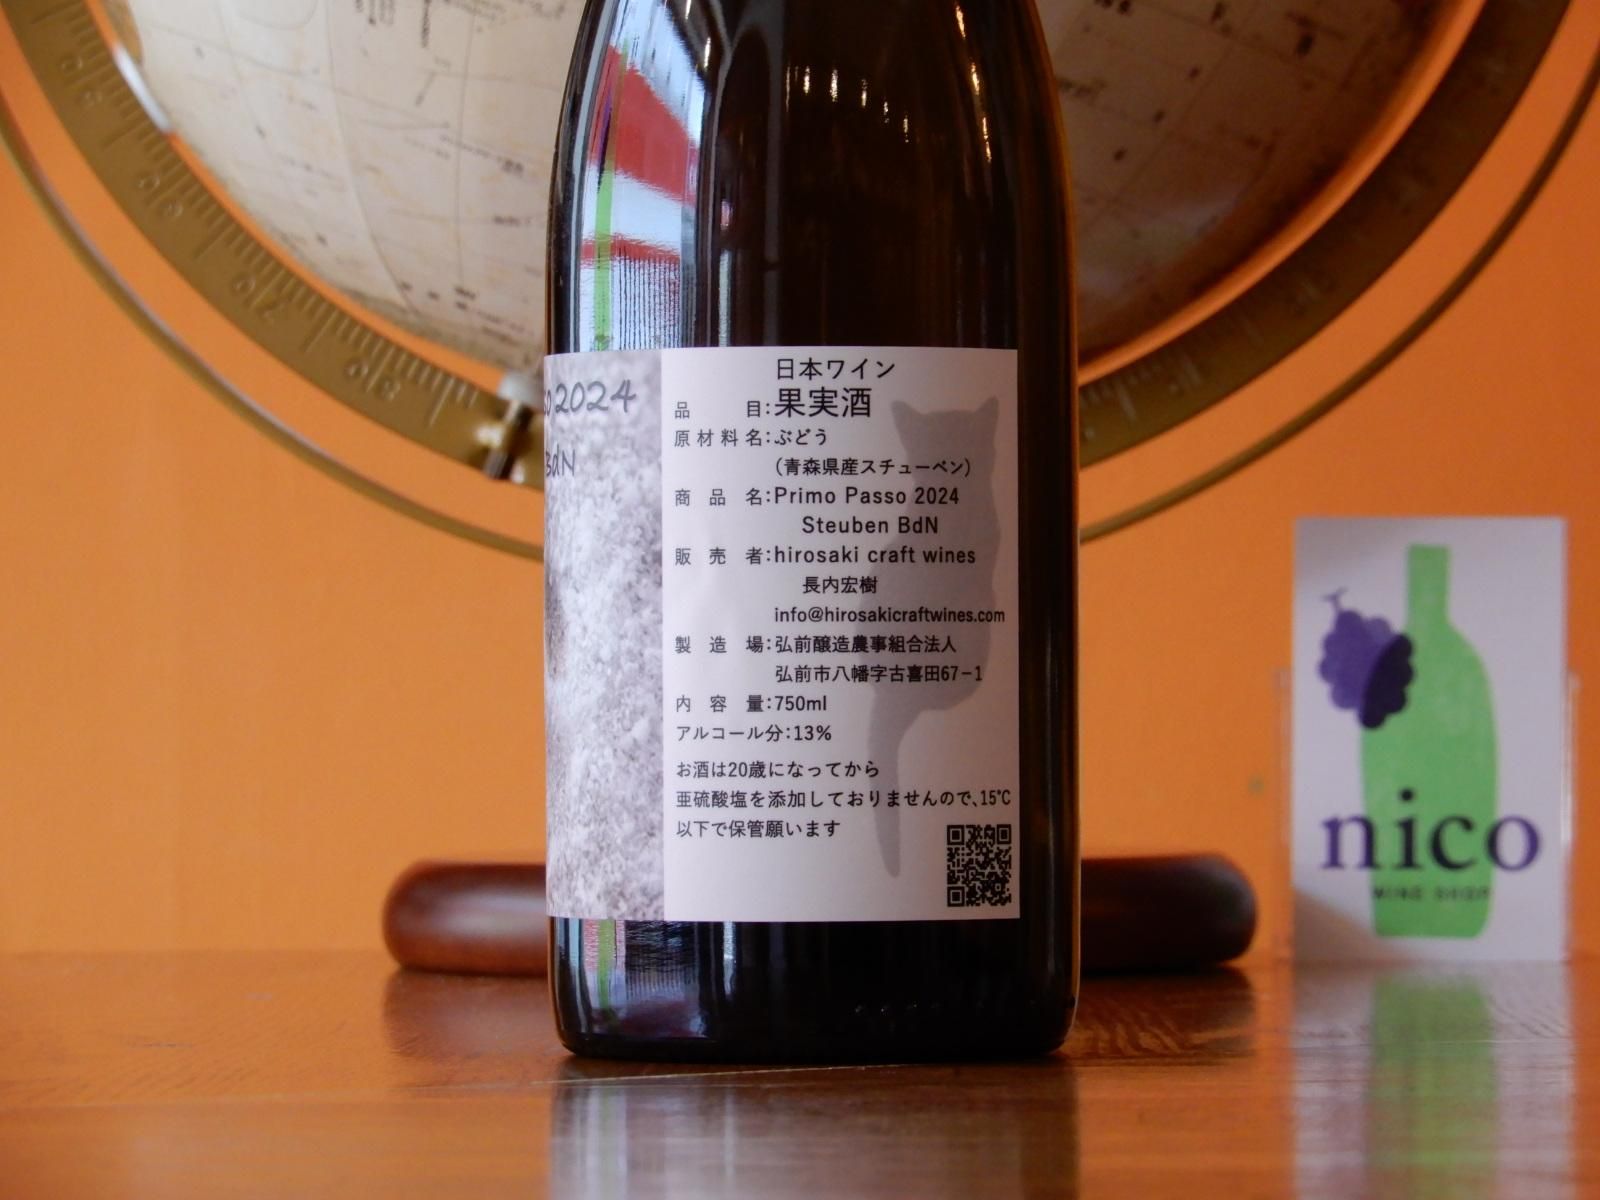 2024
BdN
日本ワイン
品 目:果実酒
原材料名:ぶどう
(青森県産スチューベン)
商品名:Primo Passo 2024
Steuben BdN
販売者:hirosaki craft wines
長内宏樹
info@hirosakicraftwines.com
製造場:弘前醸造農事組合法人
弘前市八幡字古喜田67-1
内容量:750ml
アルコール分:13%
お酒は20歳になってから
亜硫酸塩を添加しておりませんので、15℃
以下で保管願います
nico
WINE SHOP